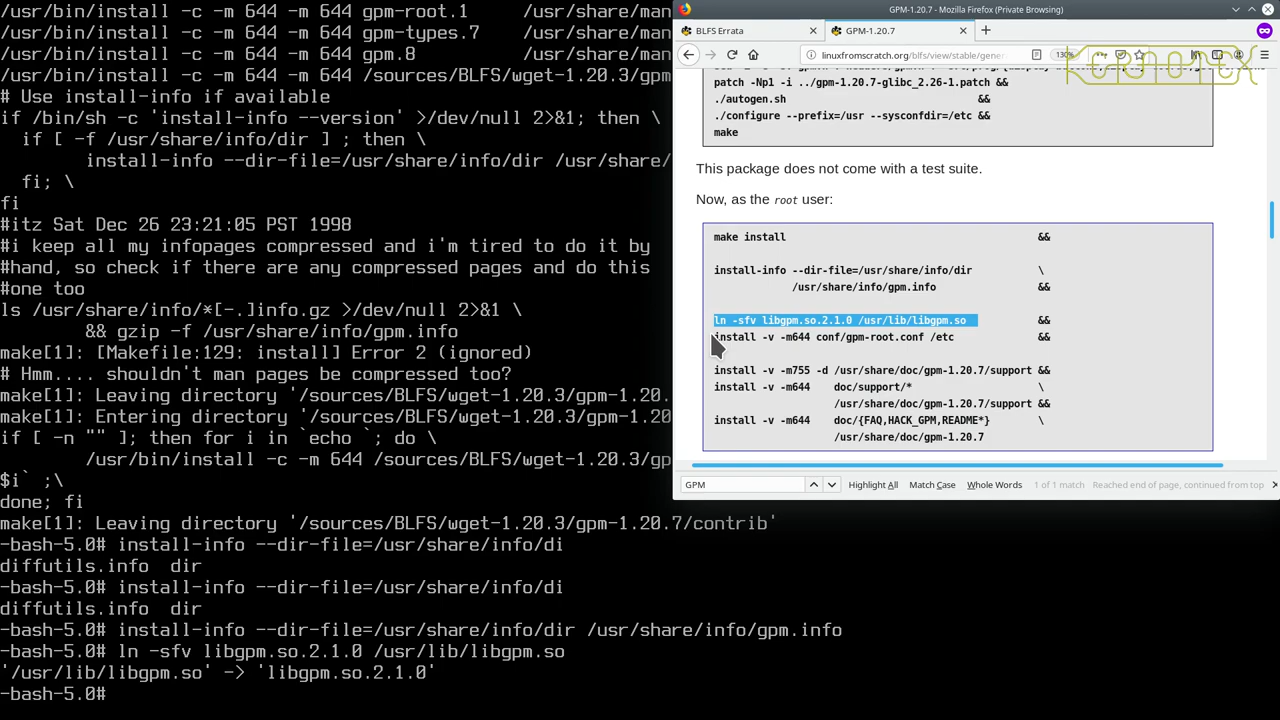 /usr/bin/install -c -m 644 -m 644 gpm-root.1      /usr/share/man
/usr/bin/install -c -m 644 -m 644 gpm-types.7    /usr/share/man
/usr/bin/install -c -m 644 -m 644 gpm.8          /usr/share/man
/usr/bin/install -c -m 644 -m 644 /sources/BLFS/wget-1.20.3/gpm
# Use install-info if available
if /bin/sh -c 'install-info --version' >/dev/null 2>&1; then \
  if [ -f /usr/share/info/dir ] ; then \
        install-info --dir-file=/usr/share/info/dir /usr/share/
  fi; \
fi
#itz Sat Dec 26 23:21:05 PST 1998
#i keep all my infopages compressed and i'm tired to do it by
#hand, so check if there are any compressed pages and do this
#one too
ls /usr/share/info/*[-.]info.gz >/dev/null 2>&1 \
        && gzip -f /usr/share/info/gpm.info
make[1]: [Makefile:129: install] Error 2 (ignored)
# Hmm.... shouldn't man pages be compressed too?
make[1]: Leaving directory '/sources/BLFS/wget-1.20.3/gpm-1.20.7.
make[1]: Entering directory '/sources/BLFS/wget-1.20.3/gpm-1.20.7
if [ -n "" ]; then for i in `echo `; do \
        /usr/bin/install -c -m 644 /sources/BLFS/wget-1.20.3/gpm
$i` ;\
done; fi
make[1]: Leaving directory '/sources/BLFS/wget-1.20.3/gpm-1.20.7/contrib'
-bash-5.0# install-info --dir-file=/usr/share/info/di
diffutils.info  dir
-bash-5.0# install-info --dir-file=/usr/share/info/di
diffutils.info  dir
-bash-5.0# install-info --dir-file=/usr/share/info/dir /usr/share/info/gpm.info
-bash-5.0# ln -sfv libgpm.so.2.1.0 /usr/lib/libgpm.so
'/usr/lib/libgpm.so' -> 'libgpm.so.2.1.0'
-bash-5.0#
GPM-1.20.7 - Mozilla Firefox (Private Browsing)
BLFS Errata
GPM-1.20.7
linuxfromscratch.org/blfs/view/stable/gene
130%
KERNOTEX
patch -Np1 -i ../gpm-1.20.7-glibc_2.26-1.patch &&
./autogen.sh                                &&
./configure --prefix=/usr --sysconfdir=/etc &&
make
This package does not come with a test suite.
Now, as the root user:
make install                                          &&
install-info --dir-file=/usr/share/info/dir           \
             /usr/share/info/gpm.info                 &&
ln -sfv libgpm.so.2.1.0 /usr/lib/libgpm.so            &&
install -v -m644 conf/gpm-root.conf /etc              &&
install -v -m755 -d /usr/share/doc/gpm-1.20.7/support &&
install -v -m644    doc/support/*                     \
                    /usr/share/doc/gpm-1.20.7/support &&
install -v -m644    doc/{FAQ,HACK_GPM,README*}        \
                    /usr/share/doc/gpm-1.20.7
GPM
Highlight All
Match Case
Whole Words
1 of 1 match
Reached end of page, continued from top